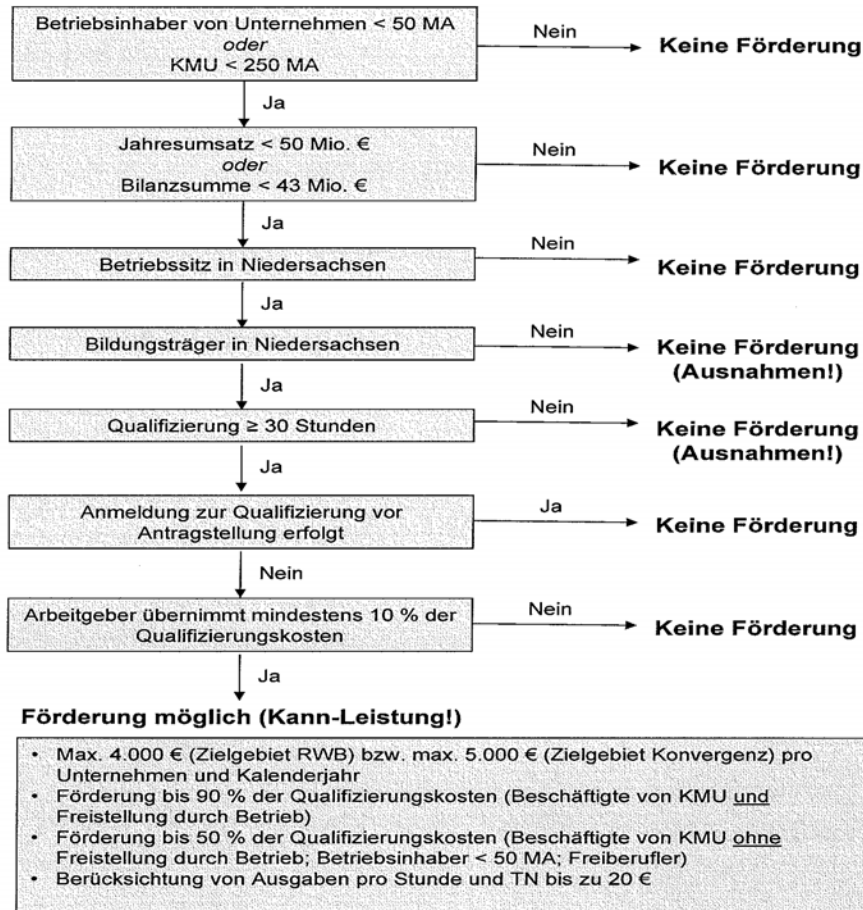 Betriebsinhaber von Unternehmen < 50 MA
oder
KMU < 250 MA
Nein
Keine Förderung
Ja
Jahresumsatz < 50 Mio. €
oder
Bilanzsumme < 43 Mio. €
Nein
Keine Förderung
Ja
Betriebssitz in Niedersachsen
Nein
Keine Förderung
Ja
Bildungsträger in Niedersachsen
Nein
Keine Förderung
(Ausnahmen!)
Ja
Qualifizierung ≥ 30 Stunden
Nein
Keine Förderung
(Ausnahmen!)
Ja
Anmeldung zur Qualifizierung vor
Antragstellung erfolgt
Ja
Keine Förderung
Nein
Arbeitgeber übernimmt mindestens 10 % der
Qualifizierungskosten
Nein
Keine Förderung
Ja
Förderung möglich (Kann-Leistung!)
• Max. 4.000 € (Zielgebiet RWB) bzw. max. 5.000 € (Zielgebiet Konvergenz) pro
Unternehmen und Kalenderjahr
• Förderung bis 90 % der Qualifizierungskosten (Beschäftigte von KMU und
Freistellung durch Betrieb)
• Förderung bis 50 % der Qualifizierungskosten (Beschäftigte von KMU ohne
Freistellung durch Betrieb; Betriebsinhaber < 50 MA; Freiberufler)
• Berücksichtung von Ausgaben pro Stunde und TN bis zu 20 €